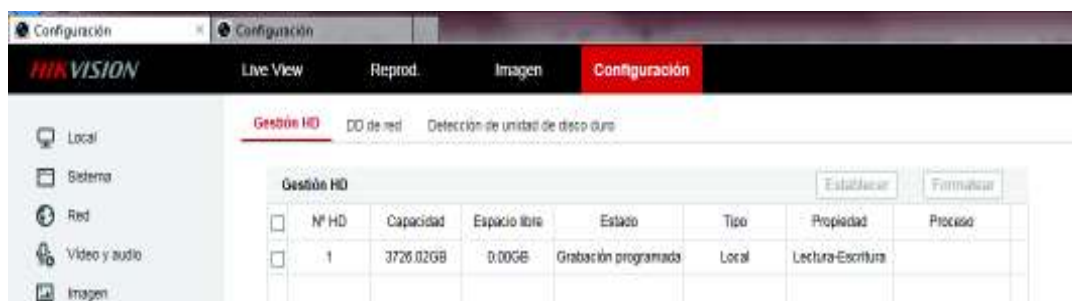 Configuración × Configuración
HIKVISION Live View Reprod. Imagen Configuración
Gestión HD DD de red Detección de unidad de disco duro
Local
Sistema
Gestión HD Establecer Formatear
Red
Nº HD Capacidad Espacio libre Estado Tipo Propiedad Proceso
Vídeo y audio
1 3726.02GB 0.00GB Grabación programada Local Lectura-Escritura
Imagen